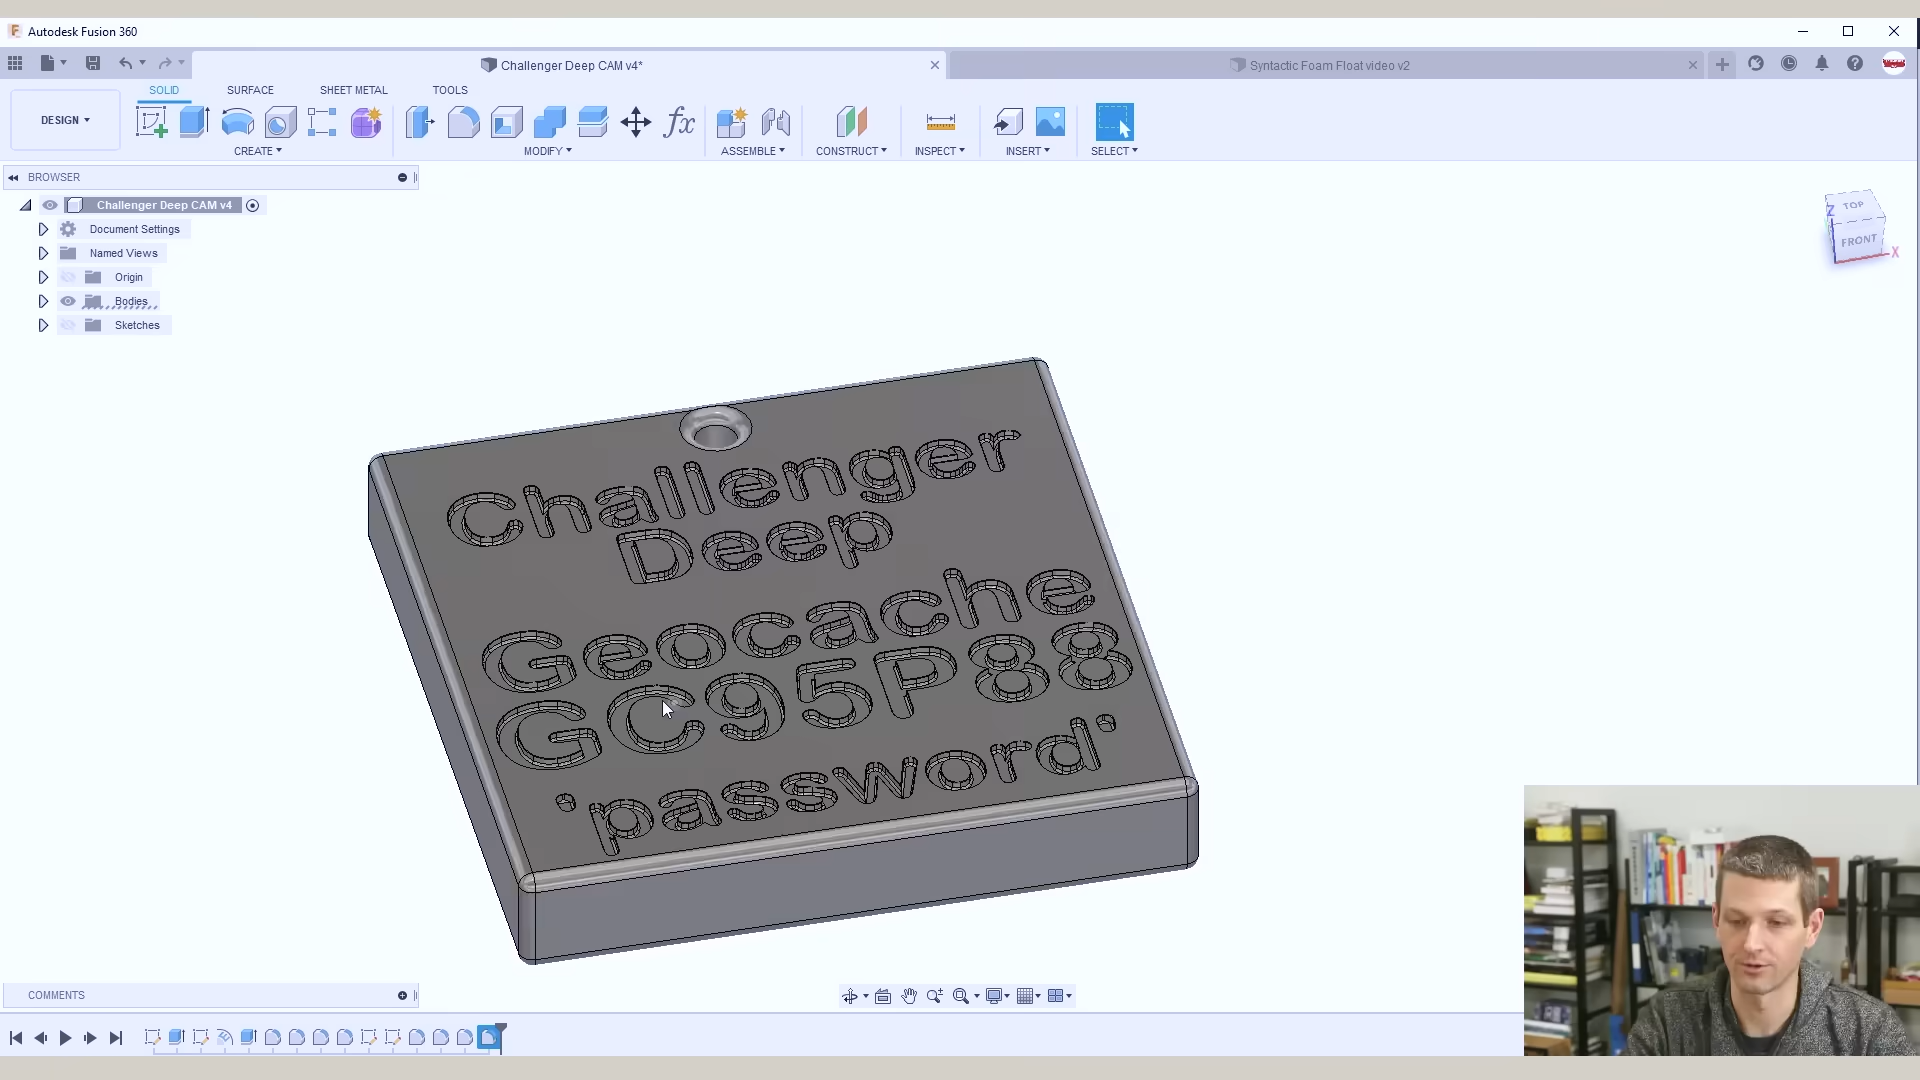 Autodesk Fusion 360
Challenger Deep CAM v4*
Syntactic Foam Float video v2
SOLID
SURFACE
SHEET METAL
TOOLS
DESIGN
CREATE
MODIFY
ASSEMBLE
CONSTRUCT
INSPECT
INSERT
SELECT
fx
BROWSER
Challenger Deep CAM v4
Document Settings
Named Views
Origin
Bodies
Sketches
TOP
FRONT
Z
X
Challenger
Deep
Geocache
GC95P88
'password'
COMMENTS